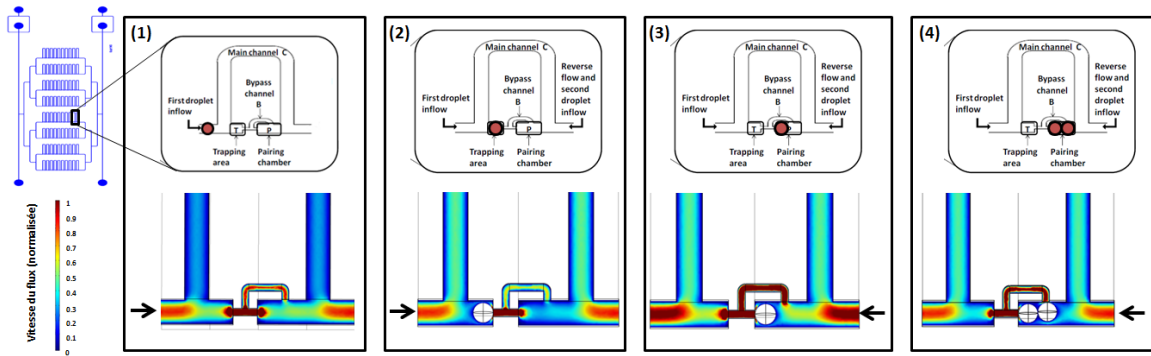 (1)
Main channel C
Bypass
channel
B
First droplet
inflow
T
P
Trapping
area
Pairing
chamber
(2)
Main channel C
Bypass
channel
B
Reverse
flow and
second
droplet
inflow
First droplet
inflow
P
Trapping
area
Pairing
chamber
(3)
Main channel C
Bypass
channel
B
Reverse
flow and
second
droplet
inflow
First droplet
inflow
T
P
Trapping
area
Pairing
chamber
(4)
Main channel C
Bypass
channel
B
Reverse
flow and
second
droplet
inflow
First droplet
inflow
T
Trapping
area
Pairing
chamber
Vitesse du flux (normalisée)
1
0.9
0.8
0.7
0.6
0.5
0.4
0.3
0.2
0.1
0